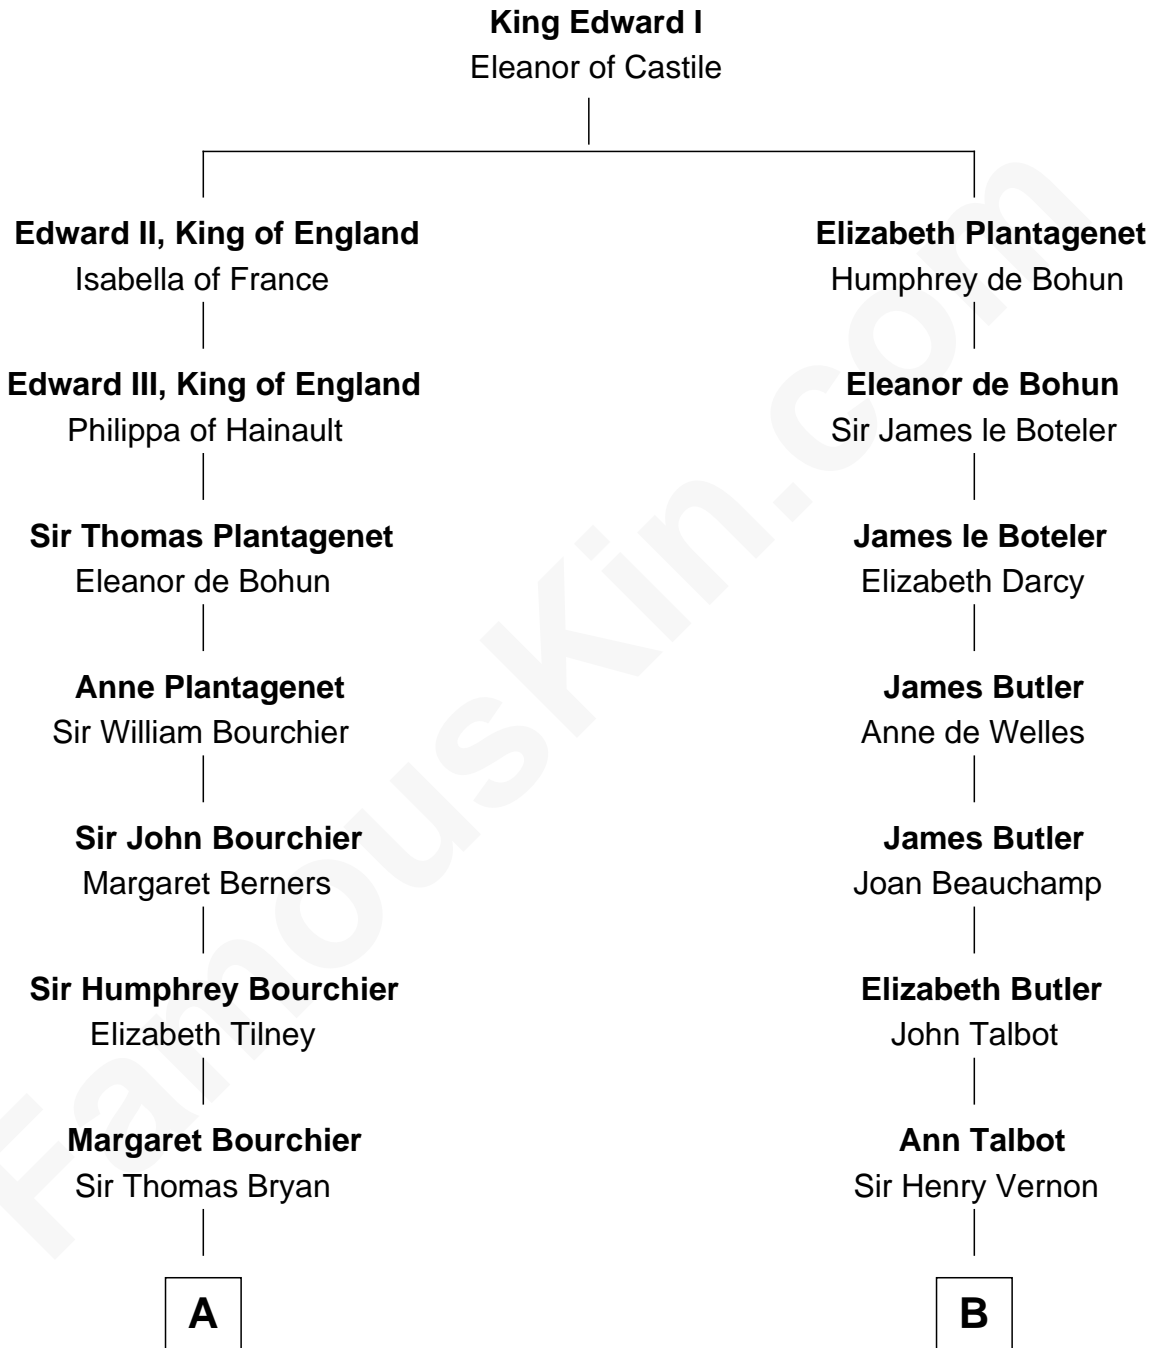 King Edward I
Eleanor of Castile
Edward II, King of England
Isabella of France
Elizabeth Plantagenet
Humphrey de Bohun
Edward III, King of England
Philippa of Hainault
Eleanor de Bohun
Sir James le Boteler
Sir Thomas Plantagenet
Eleanor de Bohun
James le Boteler
Elizabeth Darcy
Anne Plantagenet
Sir William Bourchier
James Butler
Anne de Welles
Sir John Bourchier
Margaret Berners
James Butler
Joan Beauchamp
Sir Humphrey Bourchier
Elizabeth Tilney
Elizabeth Butler
John Talbot
Margaret Bourchier
Sir Thomas Bryan
Ann Talbot
Sir Henry Vernon
A
B
FamousKin.com